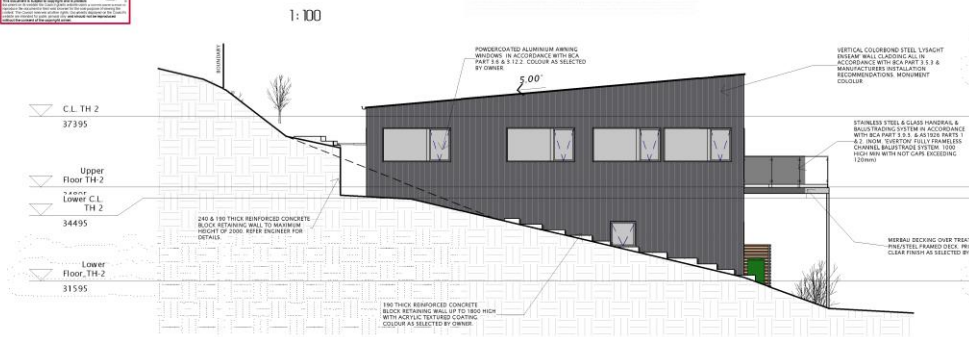 1:100
BOUNDARY
POWDERCOATED ALUMINIUM AWNING
WINDOWS IN ACCORDANCE WITH BCA
PART 3.6 & 3.12.2. COLOUR AS SELECTED
BY OWNER.
5.00°
VERTICAL COLORBOND STEEL 'LYSAGHT
ENSEAM' WALL CLADDING ALL IN
ACCORDANCE WITH BCA PART 3.5.3 &
MANUFACTURERS INSTALLATION
RECOMMENDATIONS. MONUMENT
COLOLUR
C.L. TH 2
37395
STAINLESS STEEL & GLASS HANDRAIL &
BALUSTRADING SYSTEM IN ACCORDANCE
WITH BCA PART 3.9.5. & AS1926 PARTS 1
& 2. (NOM. 'EVERTON' FULLY FRAMELESS
CHANNEL BALUSTRADE SYSTEM. 1000
HIGH MIN WITH NOT GAPS EXCEEDING
120mm)
Upper
Floor TH-2
Lower C.L.
TH 2
34495
240 & 190 THICK REINFORCED CONCRETE
BLOCK RETAINING WALL TO MAXIMUM
HEIGHT OF 2000. REFER ENGINEER FOR
DETAILS.
MERBAU DECKING OVER TREA
PINE/STEEL FRAMED DECK. PR
CLEAR FINISH AS SELECTED BY
Lower
Floor, TH-2
31595
190 THICK REINFORCED CONCRETE
BLOCK RETAINING WALL UP TO 1800 HIGH
WITH ACRYLIC TEXTURED COATING
COLOUR AS SELECTED BY OWNER.